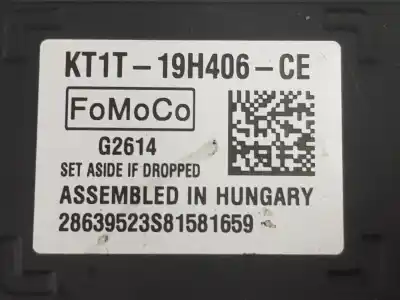 KT1T-19H406-CE
FoMoCo
G2614
SET ASIDE IF DROPPED
ASSEMBLED IN HUNGARY
28639523S81581659